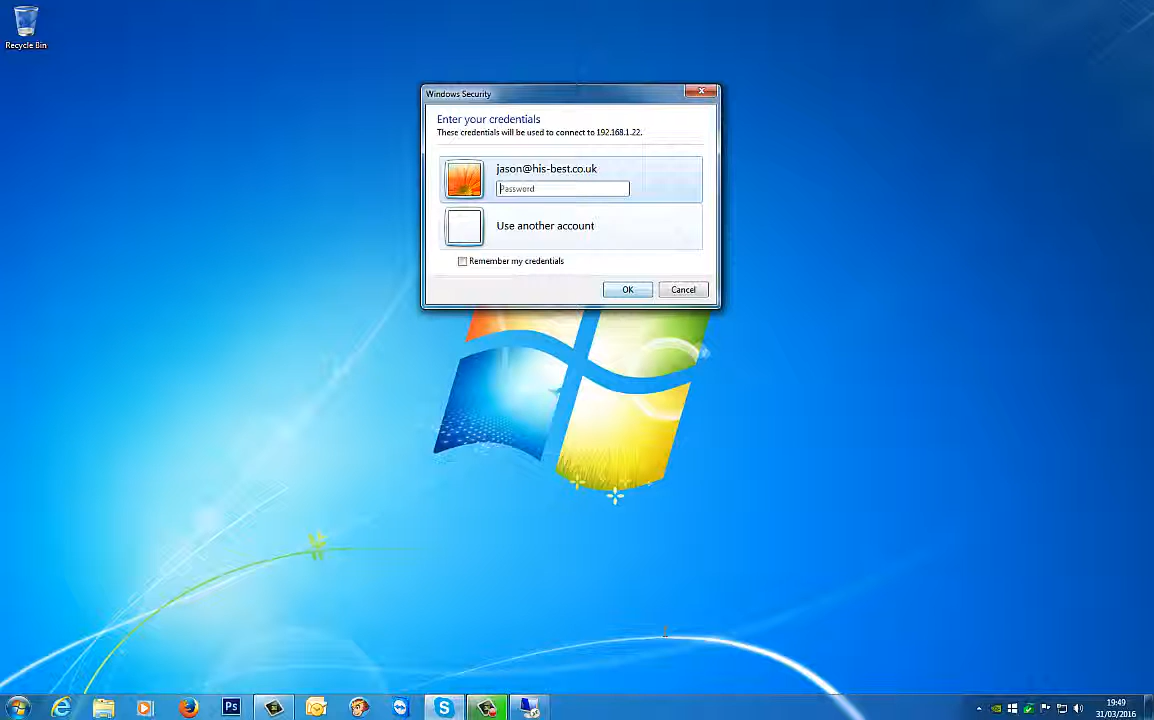 Recycle Bin
Windows Security
Enter your credentials
These credentials will be used to connect to 192.168.1.22.
jason@his-best.co.uk
Password
Use another account
Remember my credentials
OK
Cancel
Ps
19:49
31/03/2016